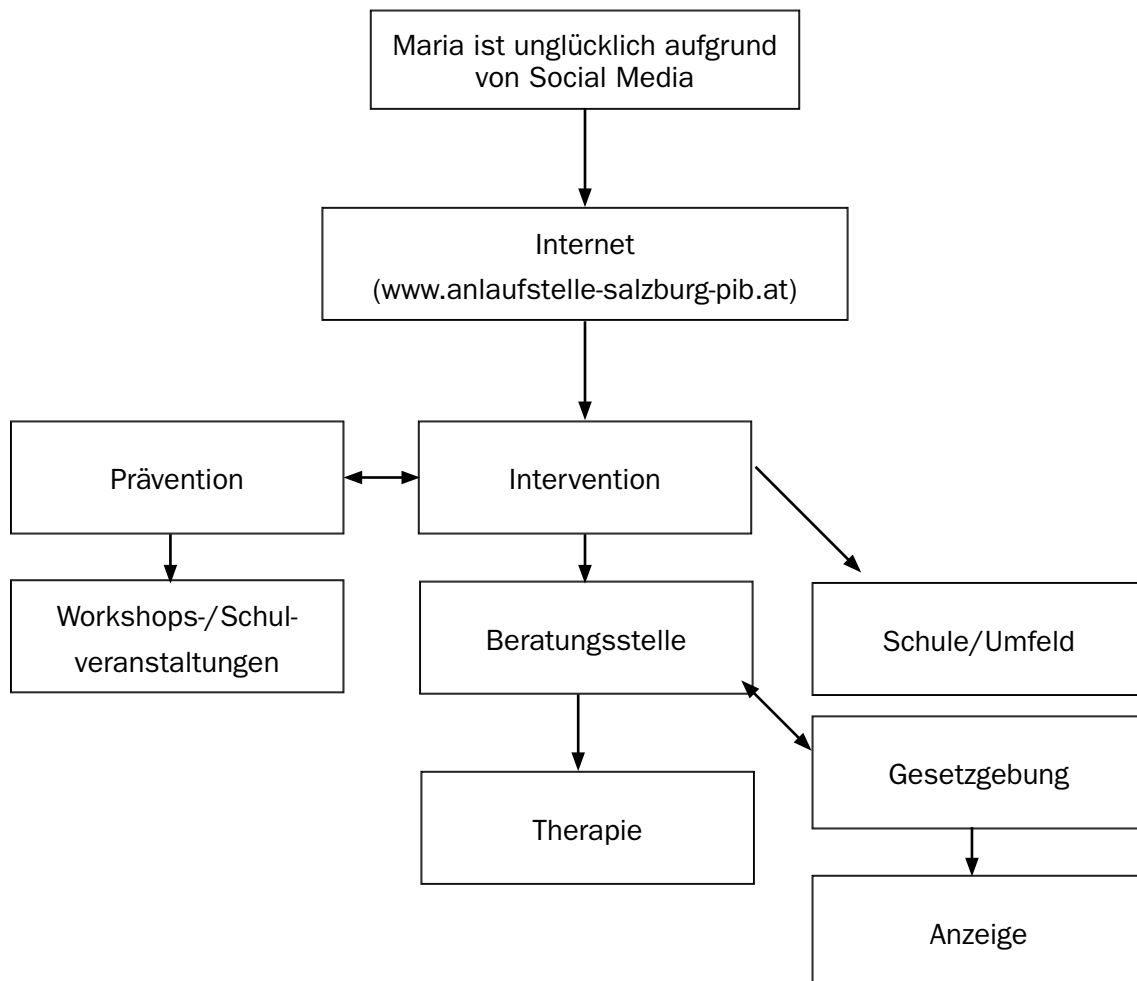 Maria ist unglücklich aufgrund
von Social Media
Internet
(www.anlaufstelle-salzburg-pib.at)
Prävention
Intervention
Workshops-/Schul-
veranstaltungen
Beratungsstelle
Schule/Umfeld
Gesetzgebung
Therapie
Anzeige